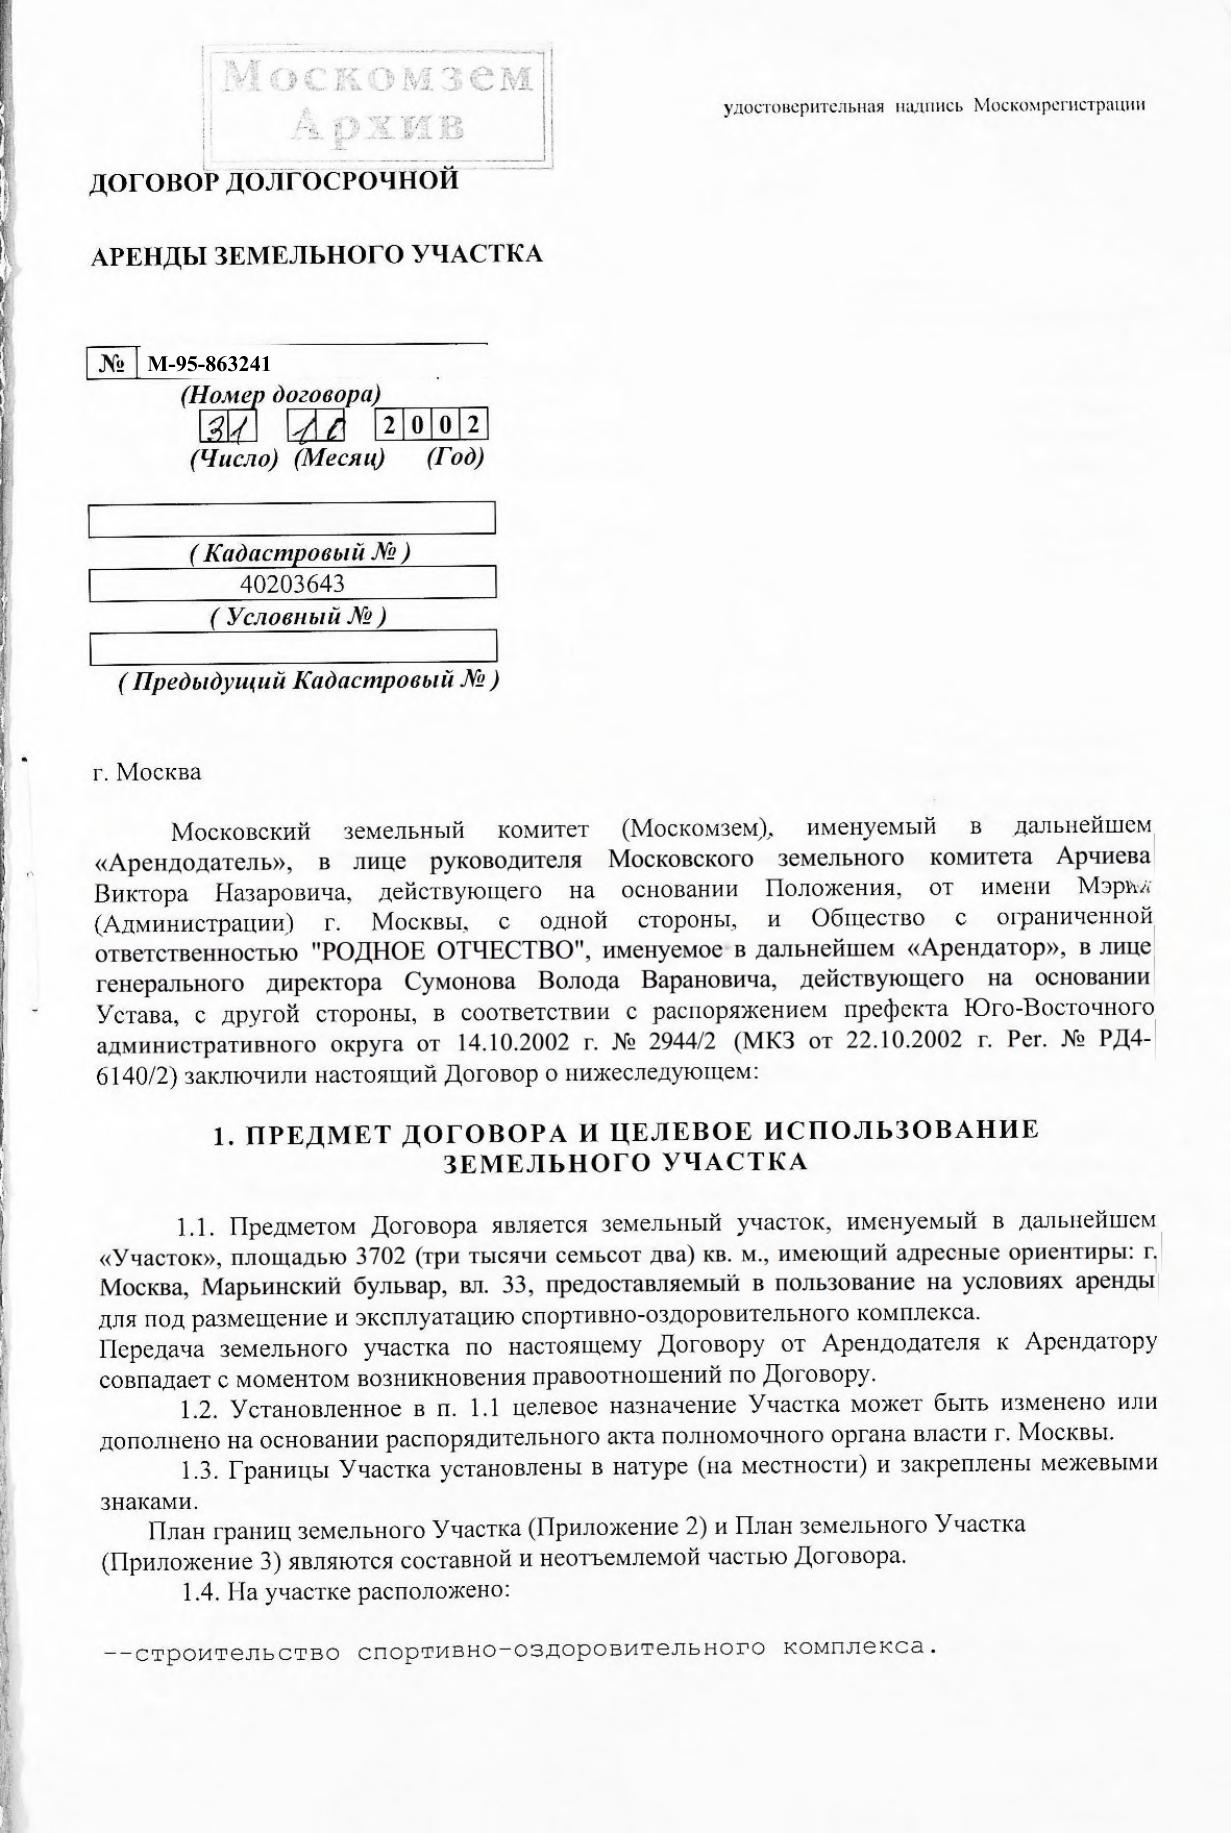 Москомзем
Архив
удостоверительная надпись Москомрегистрации
ДОГОВОР ДОЛГОСРОЧНОЙ
АРЕНДЫ ЗЕМЕЛЬНОГО УЧАСТКА
№ М-95-863241
(Номер договора)
31 10 2002
(Число) (Месяц) (Год)
( Кадастровый № )
40203643
( Условный № )
( Предыдущий Кадастровый № )
г. Москва
Московский земельный комитет (Москомзем), именуемый в дальнейшем
«Арендодатель», в лице руководителя Московского земельного комитета Арчиева
Виктора Назаровича, действующего на основании Положения, от имени Мэрии
(Администрации) г. Москвы, с одной стороны, и Общество с ограниченной
ответственностью "РОДНОЕ ОТЧЕСТВО", именуемое в дальнейшем «Арендатор», в лице
генерального директора Сумонова Волода Варановича, действующего на основании
Устава, с другой стороны, в соответствии с распоряжением префекта Юго-Восточного
административного округа от 14.10.2002 г. № 2944/2 (МКЗ от 22.10.2002 г. Рег. № РД4-
6140/2) заключили настоящий Договор о нижеследующем:
1. ПРЕДМЕТ ДОГОВОРА И ЦЕЛЕВОЕ ИСПОЛЬЗОВАНИЕ
ЗЕМЕЛЬНОГО УЧАСТКА
1.1. Предметом Договора является земельный участок, именуемый в дальнейшем
«Участок», площадью 3702 (три тысячи семьсот два) кв. м., имеющий адресные ориентиры: г.
Москва, Марьинский бульвар, вл. 33, предоставляемый в пользование на условиях аренды
для под размещение и эксплуатацию спортивно-оздоровительного комплекса.
Передача земельного участка по настоящему Договору от Арендодателя к Арендатору
совпадает с моментом возникновения правоотношений по Договору.
1.2. Установленное в п. 1.1 целевое назначение Участка может быть изменено или
дополнено на основании распорядительного акта полномочного органа власти г. Москвы.
1.3. Границы Участка установлены в натуре (на местности) и закреплены межевыми
знаками.
План границ земельного Участка (Приложение 2) и План земельного Участка
(Приложение 3) являются составной и неотъемлемой частью Договора.
1.4. На участке расположено:
--строительство спортивно-оздоровительного комплекса.